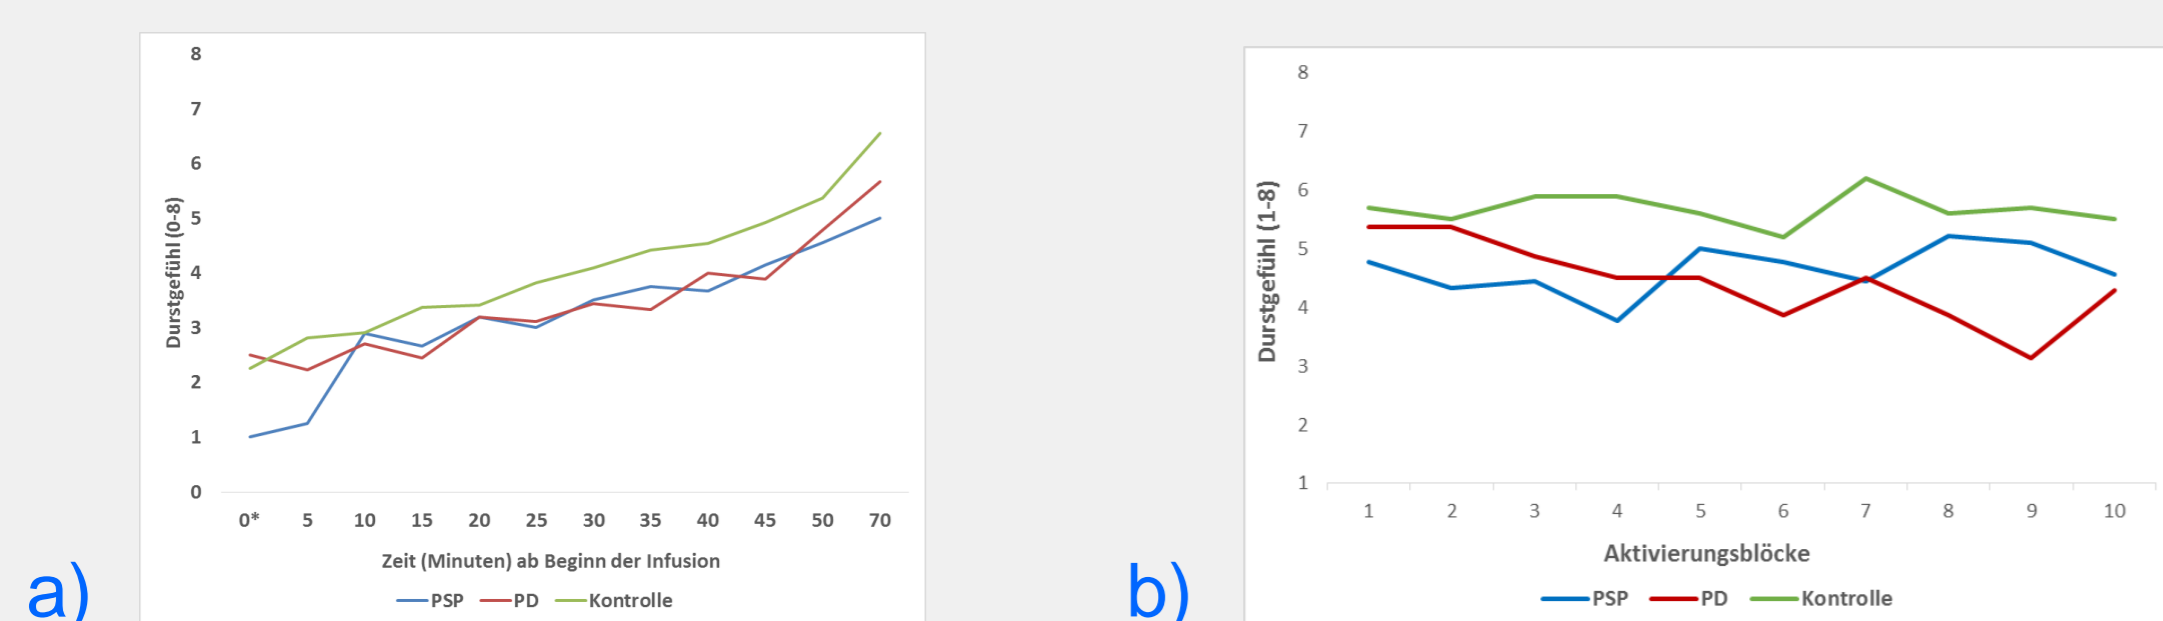 8
7
6
5
4
3
2
1
0
Durstgefühl (0-8)
0* 5 10 15 20 25 30 35 40 45 50 70
Zeit (Minuten) ab Beginn der Infusion
PSP PD Kontrolle
a)
8
7
6
5
4
3
2
1
Durstgefühl (1-8)
1 2 3 4 5 6 7 8 9 10
Aktivierungsblöcke
PSP PD Kontrolle
b)